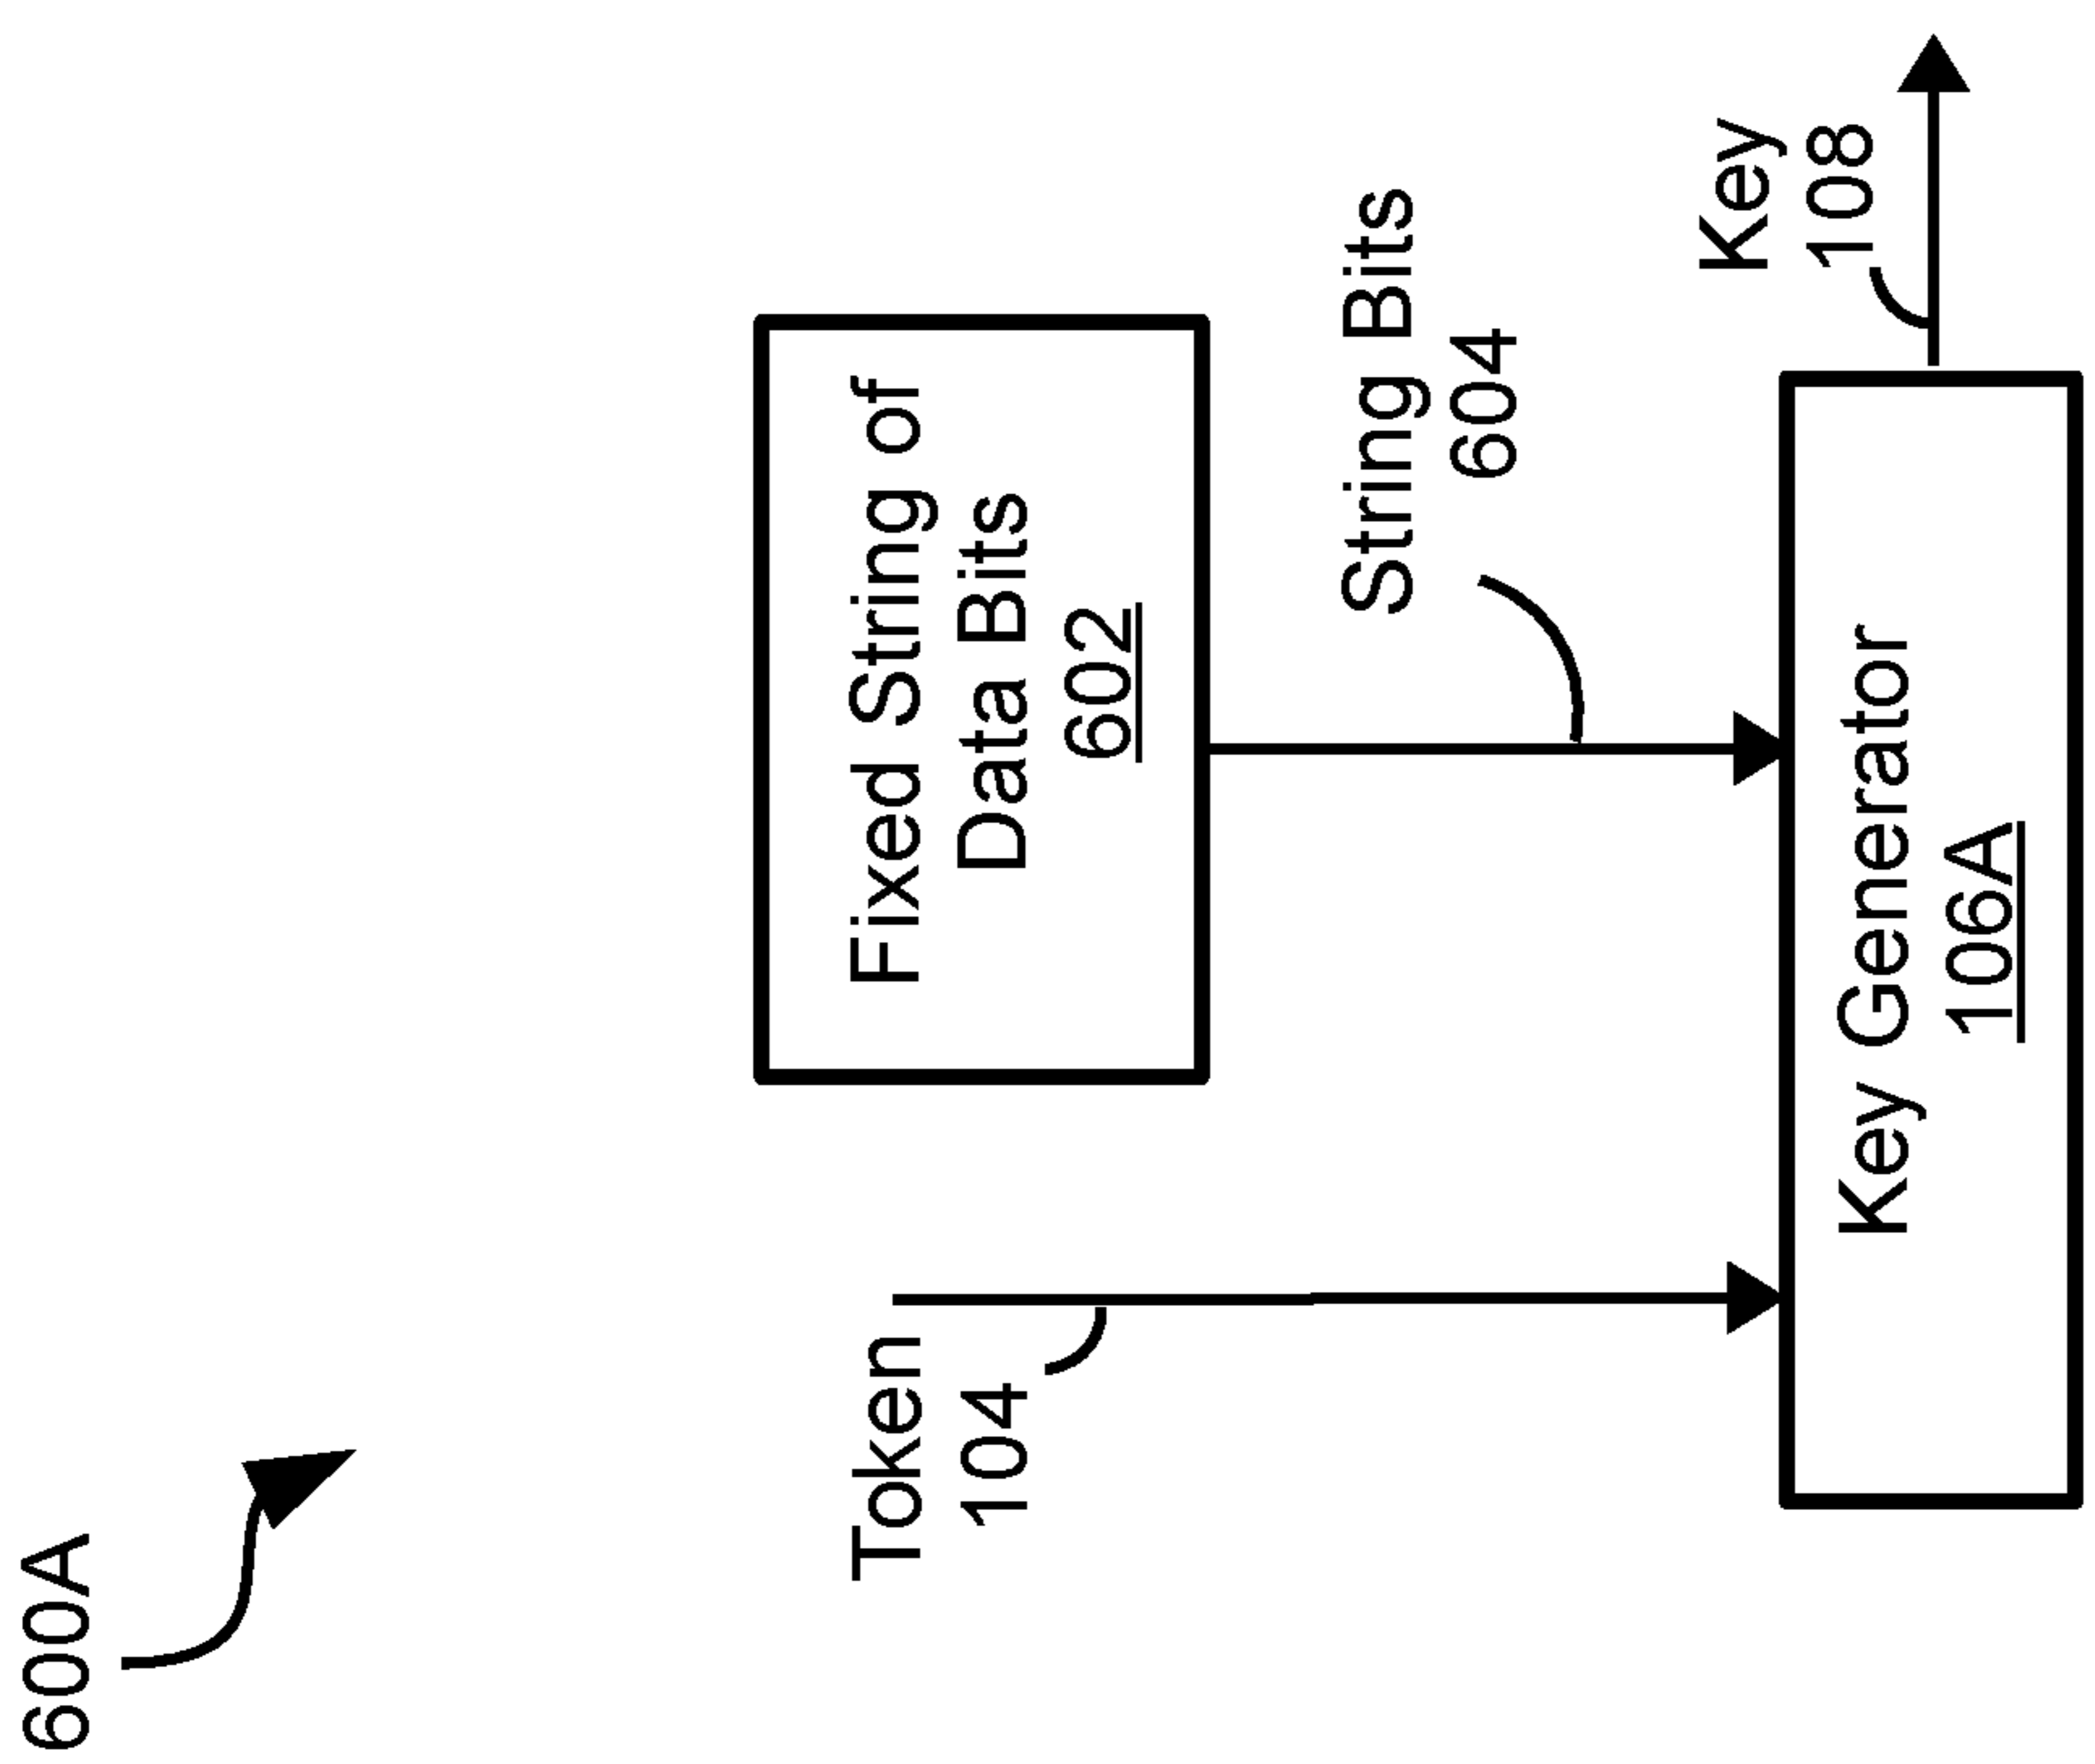 600A
Token
104
Fixed String of
Data Bits
602
String Bits
604
Key Generator
106A
Key
108